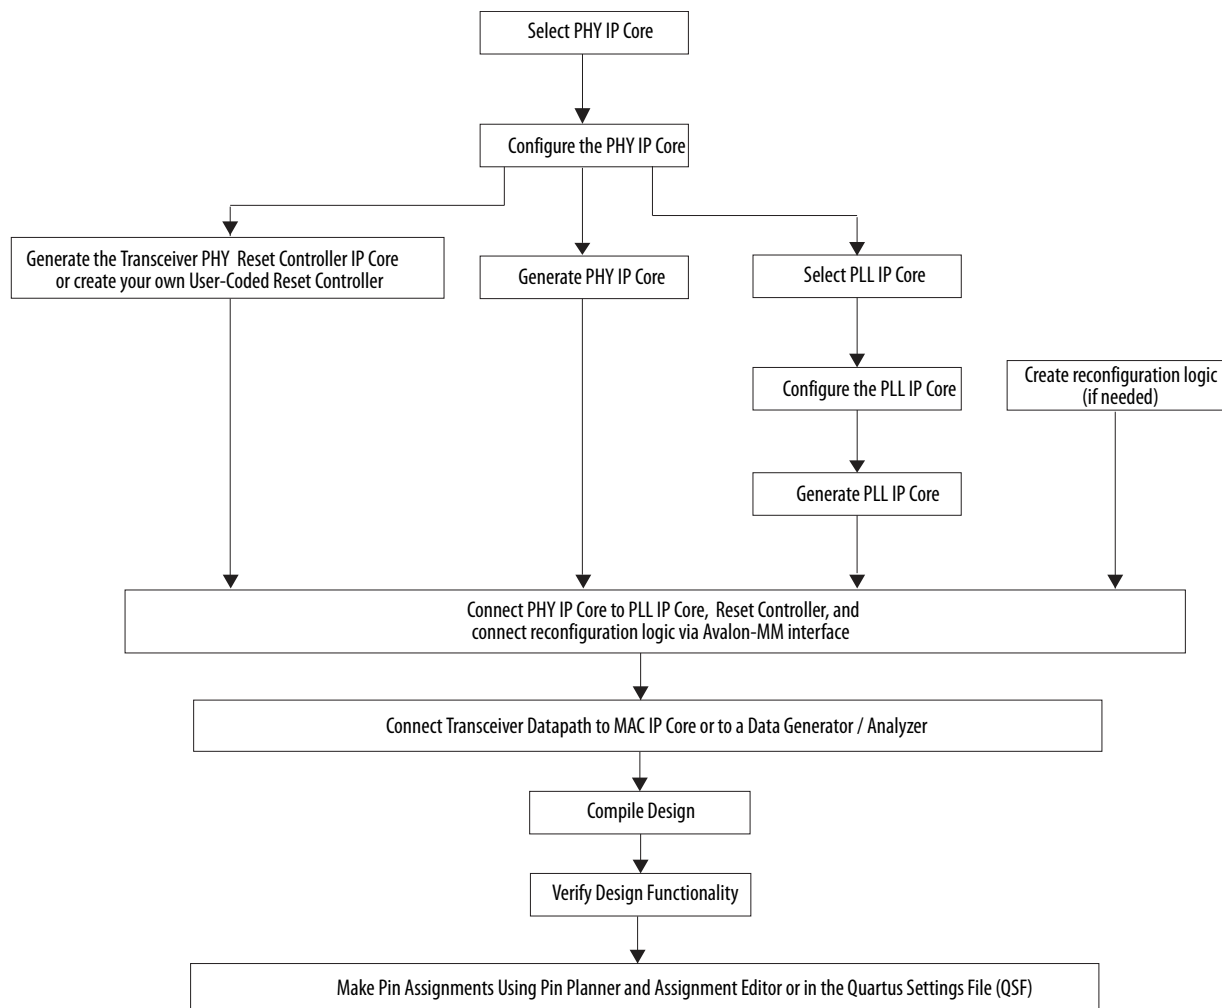 Select PHY IP Core
Configure the PHY IP Core
Generate the Transceiver PHY Reset Controller IP Core
or create your own User-Coded Reset Controller
Generate PHY IP Core
Select PLL IP Core
Configure the PLL IP Core
Create reconfiguration logic
(if needed)
Generate PLL IP Core
Connect PHY IP Core to PLL IP Core, Reset Controller, and
connect reconfiguration logic via Avalon-MM interface
Connect Transceiver Datapath to MAC IP Core or to a Data Generator / Analyzer
Compile Design
Verify Design Functionality
Make Pin Assignments Using Pin Planner and Assignment Editor or in the Quartus Settings File (QSF)